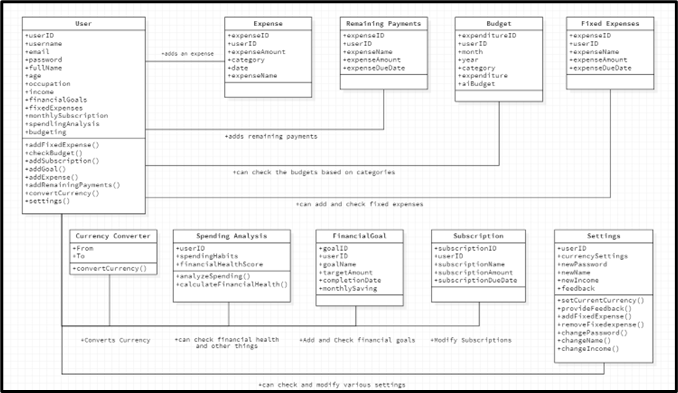 User
+userID
+username
+email
+password
+fullName
+age
+occupation
+income
+financialGoals
+fixedExpenses
+monthlySubscription
+spendlingAnalysis
+budgeting
+addFixedExpense()
+checkBudget()
+addSubscription()
+addGoal()
+addExpense()
+addRemainingPayments()
+convertCurrency()
+settings()
+adds an expense
Expense
+expenseID
+userID
+expenseAmount
+category
+date
+expenseName
Remaining Payments
+expenseID
+userID
+expenseName
+expenseAmount
+expenseDueDate
Budget
+expenditureID
+userID
+month
+year
+category
+expenditure
+aiBudget
Fixed Expenses
+expenseID
+userID
+expenseName
+expenseAmount
+expenseDueDate
+adds remaining payments
+can check the budgets based on categories
+can add and check fixed expenses
Currency Converter
+From
+To
+convertCurrency()
Spending Analysis
+userID
+spendingHabits
+financialHealthScore
+analyzeSpending()
+calculateFinancialHealth()
FinancialGoal
+goalID
+userID
+goalName
+targetAmount
+completionDate
+monthlySaving
Subscription
+subscriptionID
+userID
+subscriptionName
+subscriptionAmount
+subscriptionDueDate
Settings
+userID
+currencySettings
+newPassword
+newName
+newIncome
+feedback
+setCurrentCurrency()
+provideFeedback()
+addFixedExpense()
+removeFixedexpense()
+changePassword()
+changeName()
+changeIncome()
+Converts Currency
+can check financial health
and other things
+Add and Check financial goals
+Modify Subscriptions
+can check and modify various settings